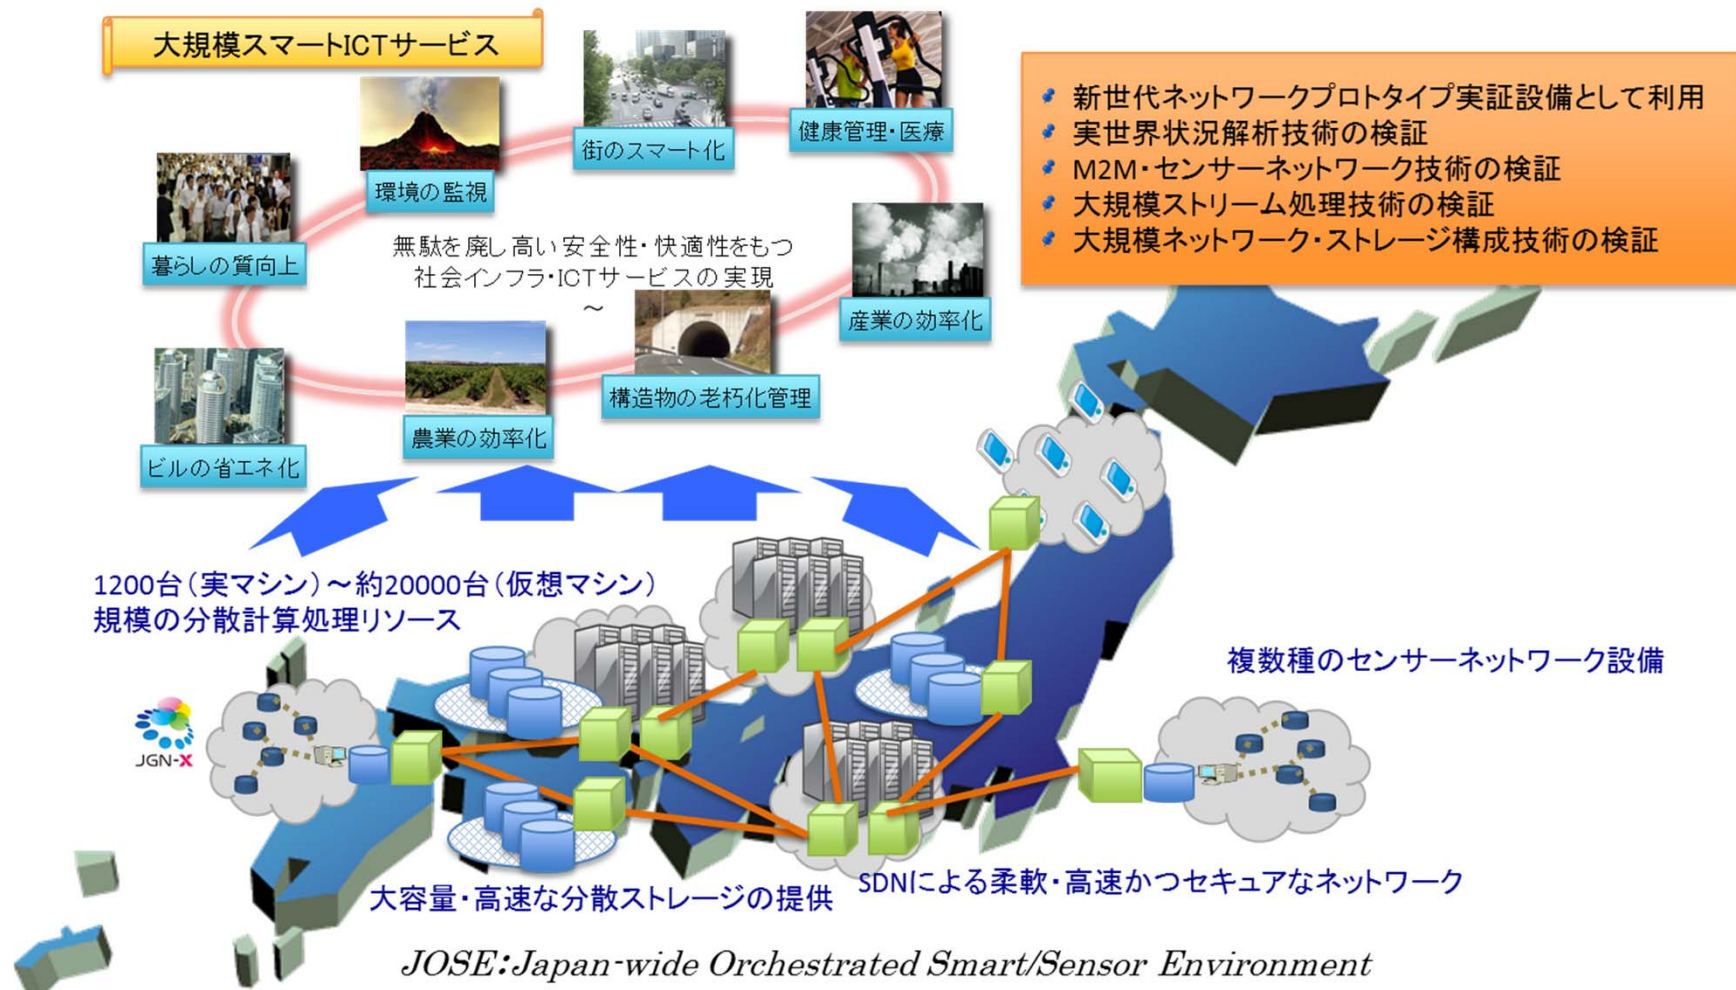 大規模スマートICTサービス
街のスマート化
健康管理・医療
環境の監視
暮らしの質向上
無駄を廃し高い安全性・快適性をもつ
社会インフラ・ICTサービスの実現
～
産業の効率化
構造物の老朽化管理
農業の効率化
ビルの省エネ化
新世代ネットワークプロトタイプ実証設備として利用
実世界状況解析技術の検証
M2M・センサーネットワーク技術の検証
大規模ストリーム処理技術の検証
大規模ネットワーク・ストレージ構成技術の検証
1200台（実マシン）～約20000台（仮想マシン）
規模の分散計算処理リソース
複数種のセンサーネットワーク設備
JGN-X
大容量・高速な分散ストレージの提供
SDNによる柔軟・高速かつセキュアなネットワーク
JOSE：Japan-wide Orchestrated Smart/Sensor Environment